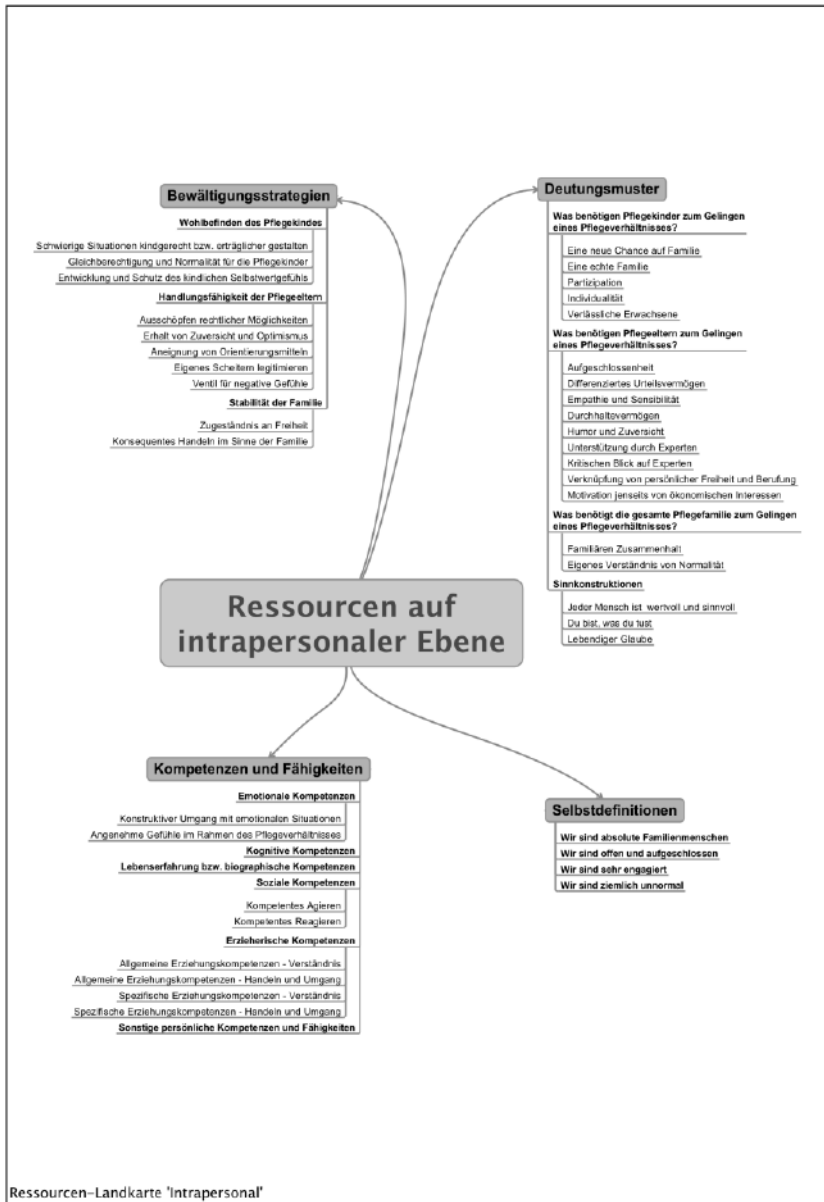 Bewältigungsstrategien
Wohlbefinden des Pflegekindes
Schwierige Situationen kindgerecht bzw. erträglicher gestalten
Gleichberechtigung und Normalität für die Pflegekinder
Entwicklung und Schutz des kindlichen Selbstwertgefühls
Handlungsfähigkeit der Pflegeeltern
Ausschöpfen rechtlicher Möglichkeiten
Erhalt von Zuversicht und Optimismus
Aneignung von Orientierungsmitteln
Eigenes Scheitern legitimieren
Ventil für negative Gefühle
Stabilität der Familie
Zugeständnis an Freiheit
Konsequentes Handeln im Sinne der Familie
Deutungsmuster
Was benötigen Pflegekinder zum Gelingen
eines Pflegeverhältnisses?
Eine neue Chance auf Familie
Eine echte Familie
Partizipation
Individualität
Verlässliche Erwachsene
Was benötigen Pflegeeltern zum Gelingen
eines Pflegeverhältnisses?
Aufgeschlossenheit
Differenziertes Urteilsvermögen
Empathie und Sensibilität
Durchhaltevermögen
Humor und Zuversicht
Unterstützung durch Experten
Kritischen Blick auf Experten
Verknüpfung von persönlicher Freiheit und Berufung
Motivation jenseits von ökonomischen Interessen
Was benötigt die gesamte Pflegefamilie zum Gelingen
eines Pflegeverhältnisses?
Familiären Zusammenhalt
Eigenes Verständnis von Normalität
Sinnkonstruktionen
Jeder Mensch ist wertvoll und sinnvoll
Du bist, was du tust
Lebendiger Glaube
Ressourcen auf
intrapersonaler Ebene
Kompetenzen und Fähigkeiten
Emotionale Kompetenzen
Konstruktiver Umgang mit emotionalen Situationen
Angenehme Gefühle im Rahmen des Pflegeverhältnisses
Kognitive Kompetenzen
Lebenserfahrung bzw. biographische Kompetenzen
Soziale Kompetenzen
Kompetentes Agieren
Kompetentes Reagieren
Erzieherische Kompetenzen
Allgemeine Erziehungskompetenzen - Verständnis
Allgemeine Erziehungskompetenzen - Handeln und Umgang
Spezifische Erziehungskompetenzen - Verständnis
Spezifische Erziehungskompetenzen - Handeln und Umgang
Sonstige persönliche Kompetenzen und Fähigkeiten
Selbstdefinitionen
Wir sind absolute Familienmenschen
Wir sind offen und aufgeschlossen
Wir sind sehr engagiert
Wir sind ziemlich unnormal
Ressourcen-Landkarte 'Intrapersonal'